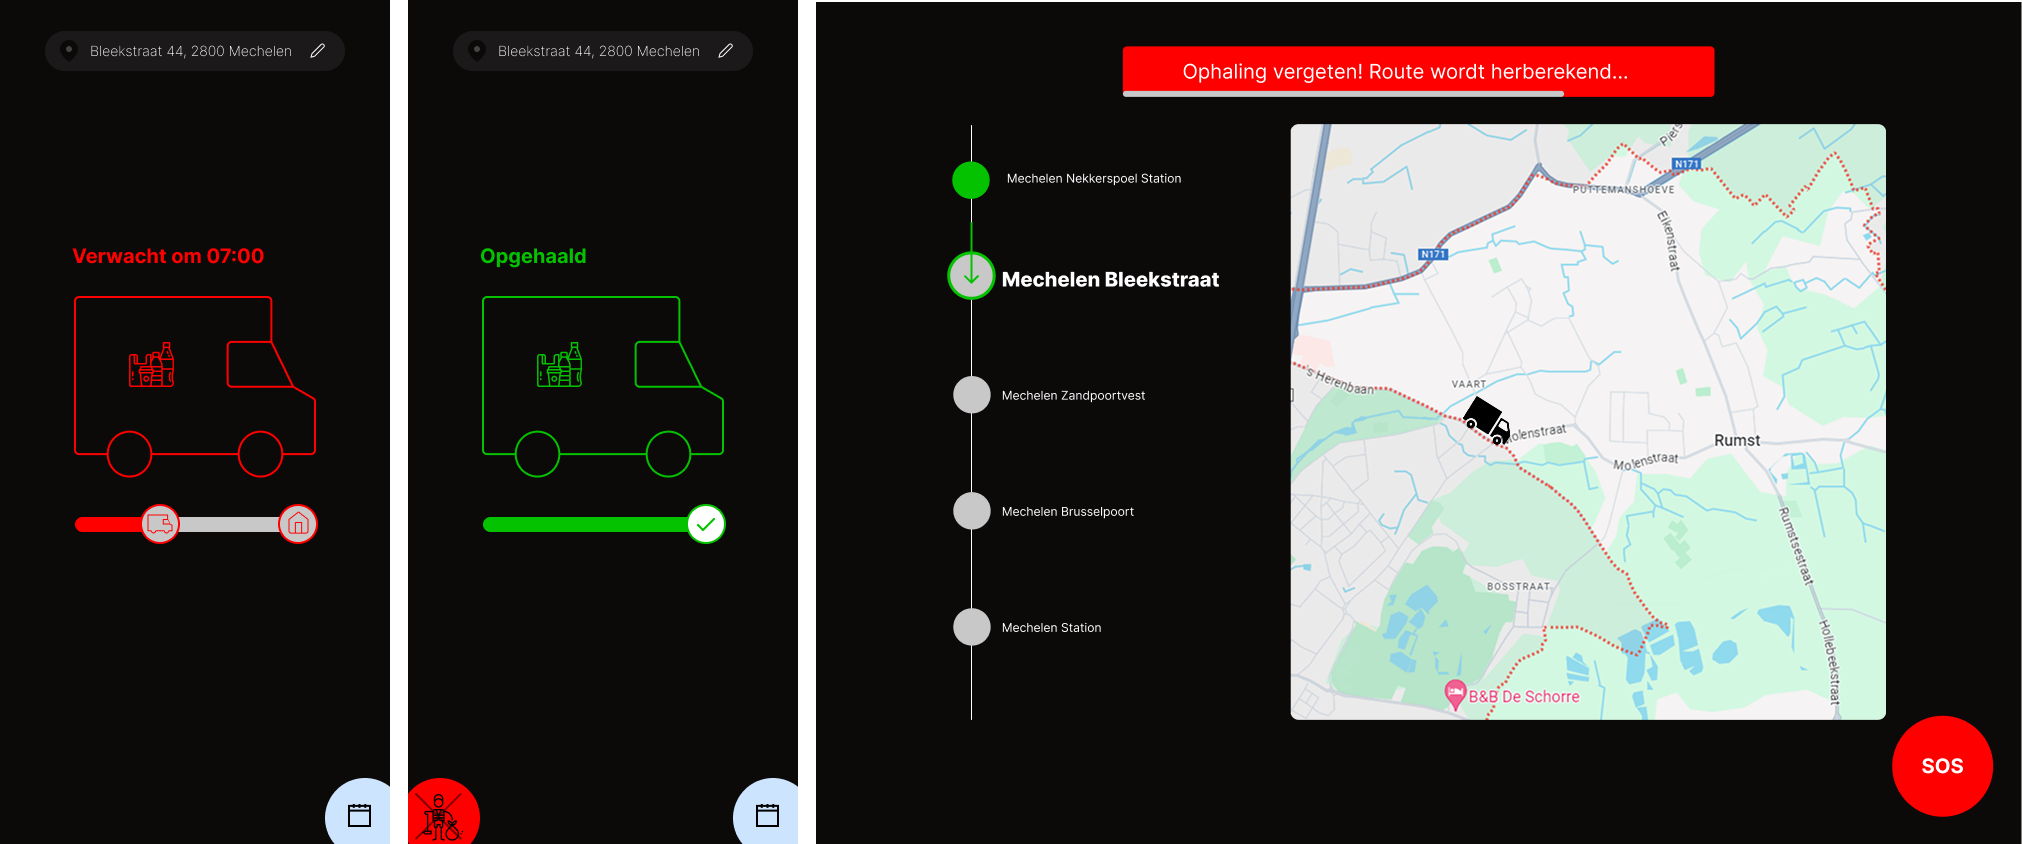 Bleekstraat 44, 2800 Mechelen
Verwacht om 07:00
Bleekstraat 44, 2800 Mechelen
Opgehaald
Ophaling vergeten! Route wordt herberekend...
Mechelen Nekkerspoel Station
Mechelen Bleekstraat
Mechelen Zandpoortvest
Mechelen Brusselpoort
Mechelen Station
N171
PUTTEMANSHOEVE
Eikenstraat
N171
's Herenbaan
VAART
Molenstraat
Rumst
Molenstraat
Rumstsestraat
BOSSTRAAT
Hollebeekstraat
B&B De Schorre
SOS